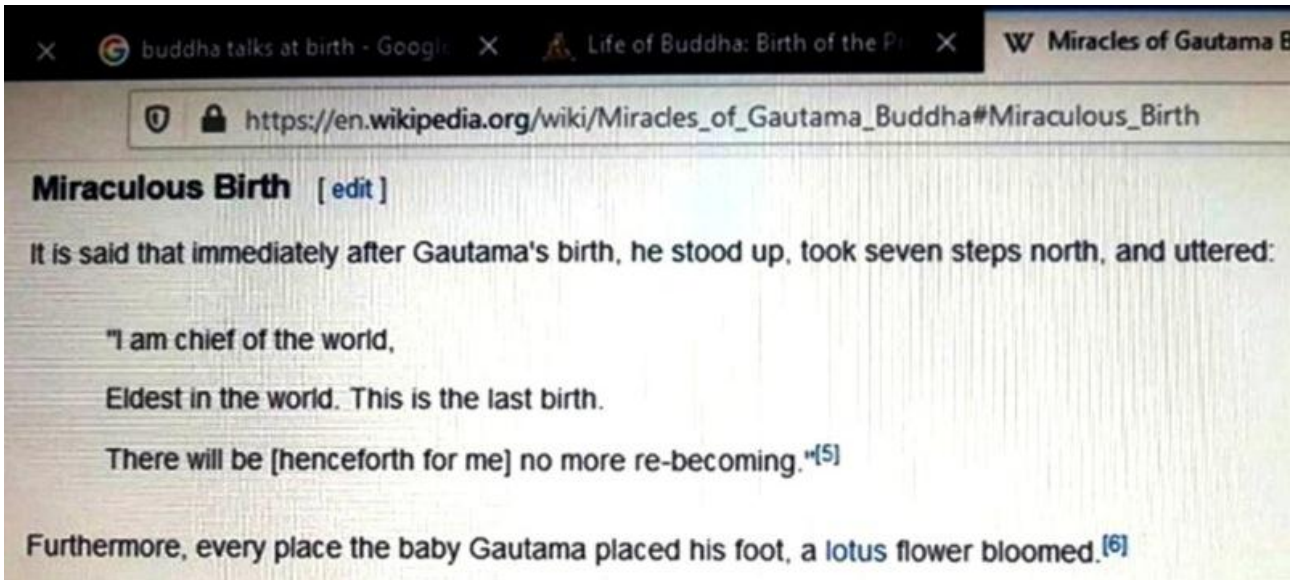 buddha talks at birth - Google
Life of Buddha: Birth of the Pr
W Miracles of Gautama B
https://en.wikipedia.org/wiki/Miracles_of_Gautama_Buddha#Miraculous_Birth
Miraculous Birth [ edit ]
It is said that immediately after Gautama's birth, he stood up, took seven steps north, and uttered:
"I am chief of the world,
Eldest in the world. This is the last birth.
There will be [henceforth for me] no more re-becoming."[5]
Furthermore, every place the baby Gautama placed his foot, a lotus flower bloomed.[6]